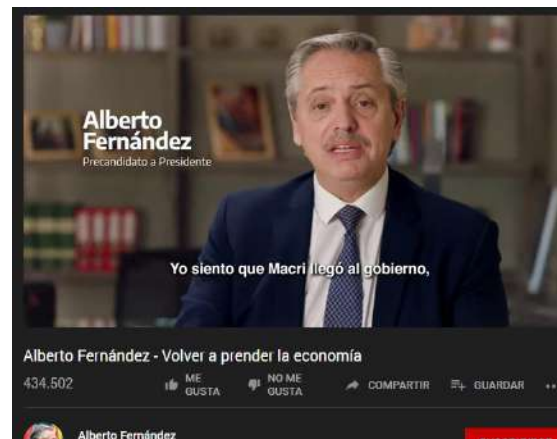 Alberto
Fernández
Precandidato a Presidente
Yo siento que Macri llegó al gobierno,
Alberto Fernández - Volver a prender la economía
434.502
ME
GUSTA
NO ME
GUSTA
COMPARTIR
GUARDAR
Alberto Fernández